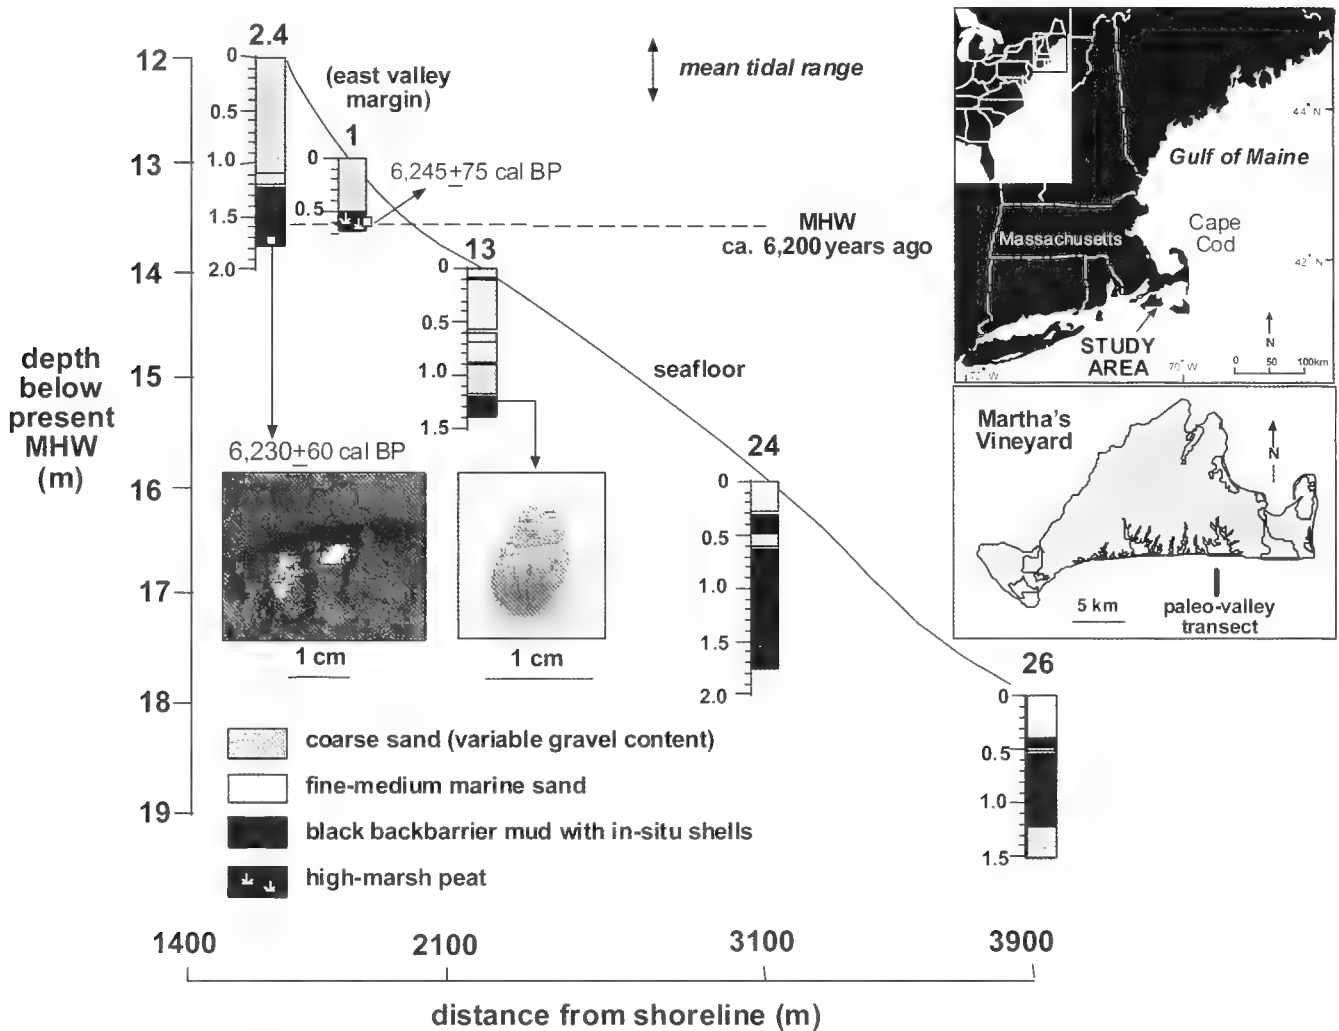 2.4
(east valley
margin)
1
mean tidal range
12
13
14
15
16
17
18
19
depth
below
present
MHW
(m)
0
0.5
1.0
1.5
2.0
0
0.5
6,245±75 cal BP
MHW
ca. 6,200 years ago
13
0
0.5
1.0
1.5
seafloor
6,230±60 cal BP
1 cm
1 cm
24
0
0.5
1.0
1.5
2.0
26
0
0.5
1.0
1.5
coarse sand (variable gravel content)
fine-medium marine sand
black backbarrier mud with in-situ shells
high-marsh peat
1400
2100
3100
3900
distance from shoreline (m)
44° N
Gulf of Maine
Cape
Cod
Massachusetts
42° N
STUDY
AREA
N
0 50 100km
72° W
70° W
Martha's
Vineyard
N
5 km
paleo-valley
transect